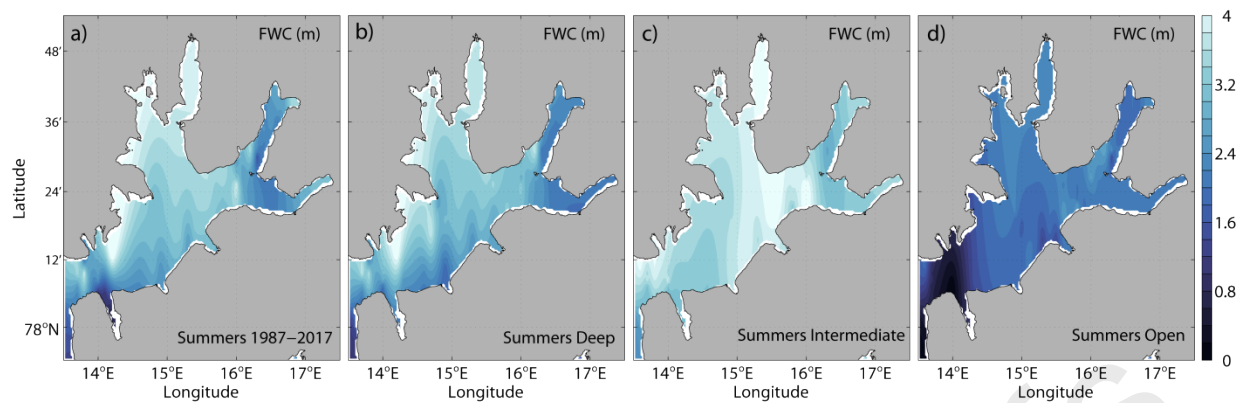 a) FWC (m) b) FWC (m) c) FWC (m) d) FWC (m)
48′
36′
Latitude
24′
12′
78°N
Summers 1987–2017 Summers Deep Summers Intermediate Summers Open
4
3.2
2.4
1.6
0.8
0
14°E 15°E 16°E 17°E 14°E 15°E 16°E 17°E 14°E 15°E 16°E 17°E 14°E 15°E 16°E 17°E
Longitude Longitude Longitude Longitude